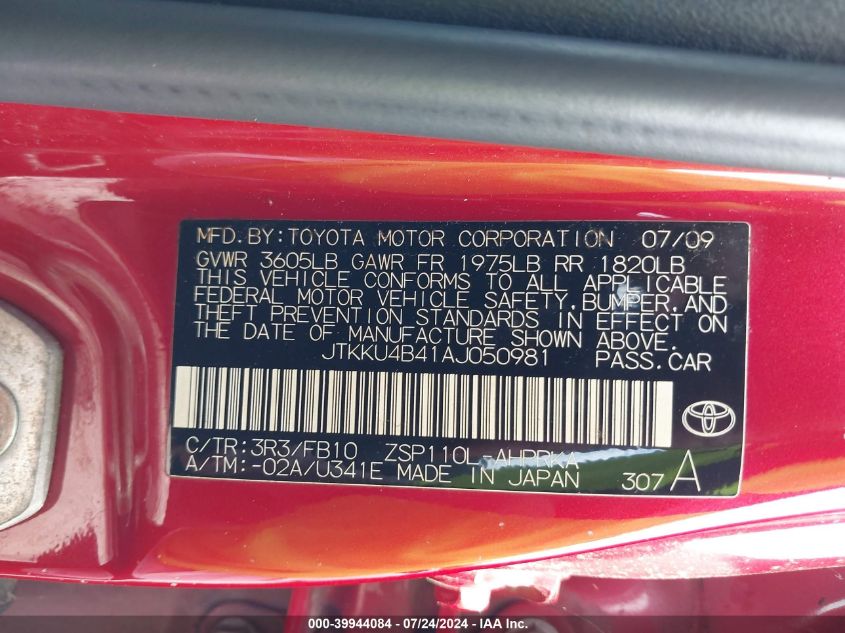 MFD.BY:TOYOTA MOTOR CORPORATION 07/09
GVWR 3605LB GAWR FR 1975LB RR 1820LB
THIS VEHICLE CONFORMS TO ALL APPLICABLE
FEDERAL MOTOR VEHICLE SAFETY,BUMPER,AND
THEFT PREVENTION STANDARDS IN EFFECT ON
THE DATE OF MANUFACTURE SHOWN ABOVE.
JTKKU4B41AJ050981 PASS.CAR
C/TR:3R3/FB10 ZSP110L-AHPRKA
A/TM:-02A/U341E MADE IN JAPAN 307 A
000-39944084 - 07/24/2024 - IAA Inc.